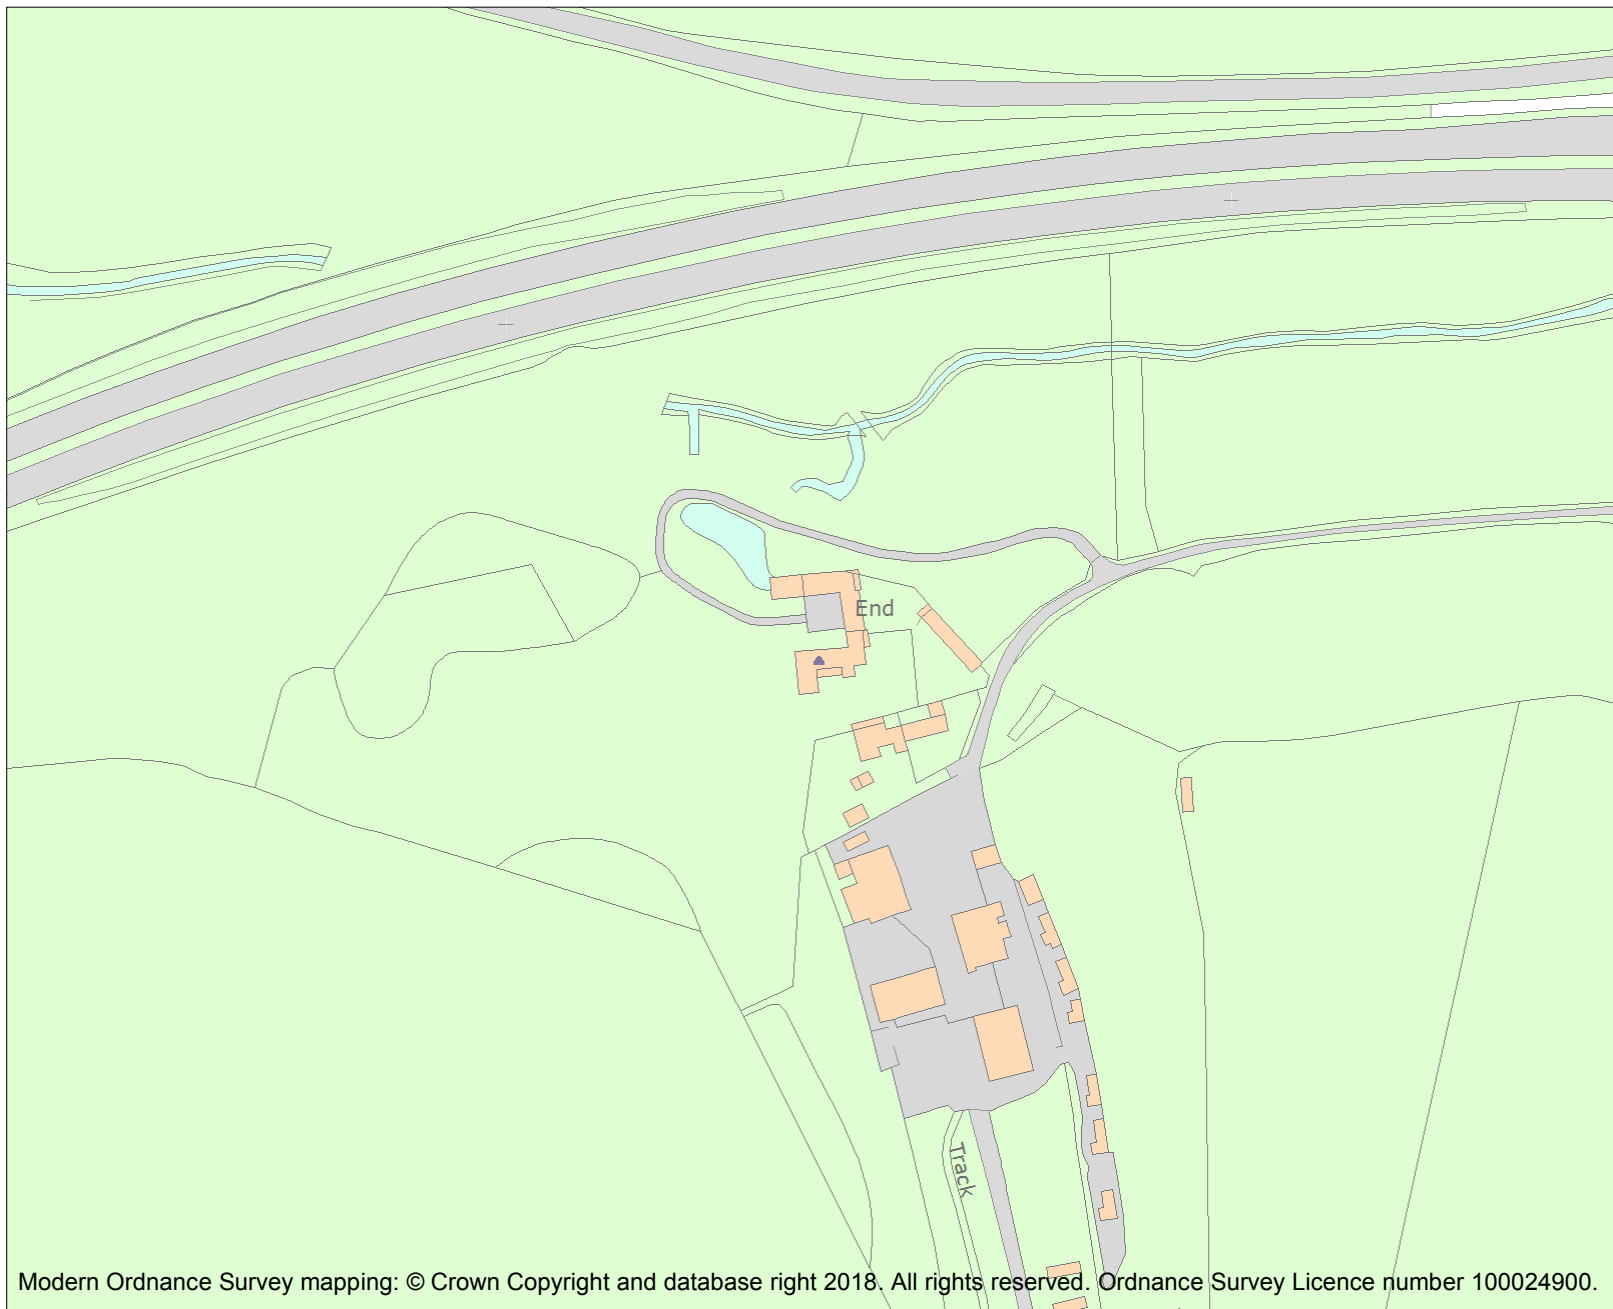 End
Track
Modern Ordnance Survey mapping: © Crown Copyright and database right 2018. All rights reserved. Ordnance Survey Licence number 100024900.